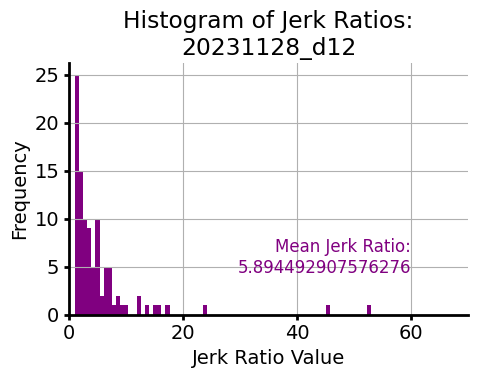 Histogram of Jerk Ratios:
20231128_d12
25
20
15
10
5
0
Frequency
Mean Jerk Ratio:
5.894492907576276
0 20 40 60
Jerk Ratio Value